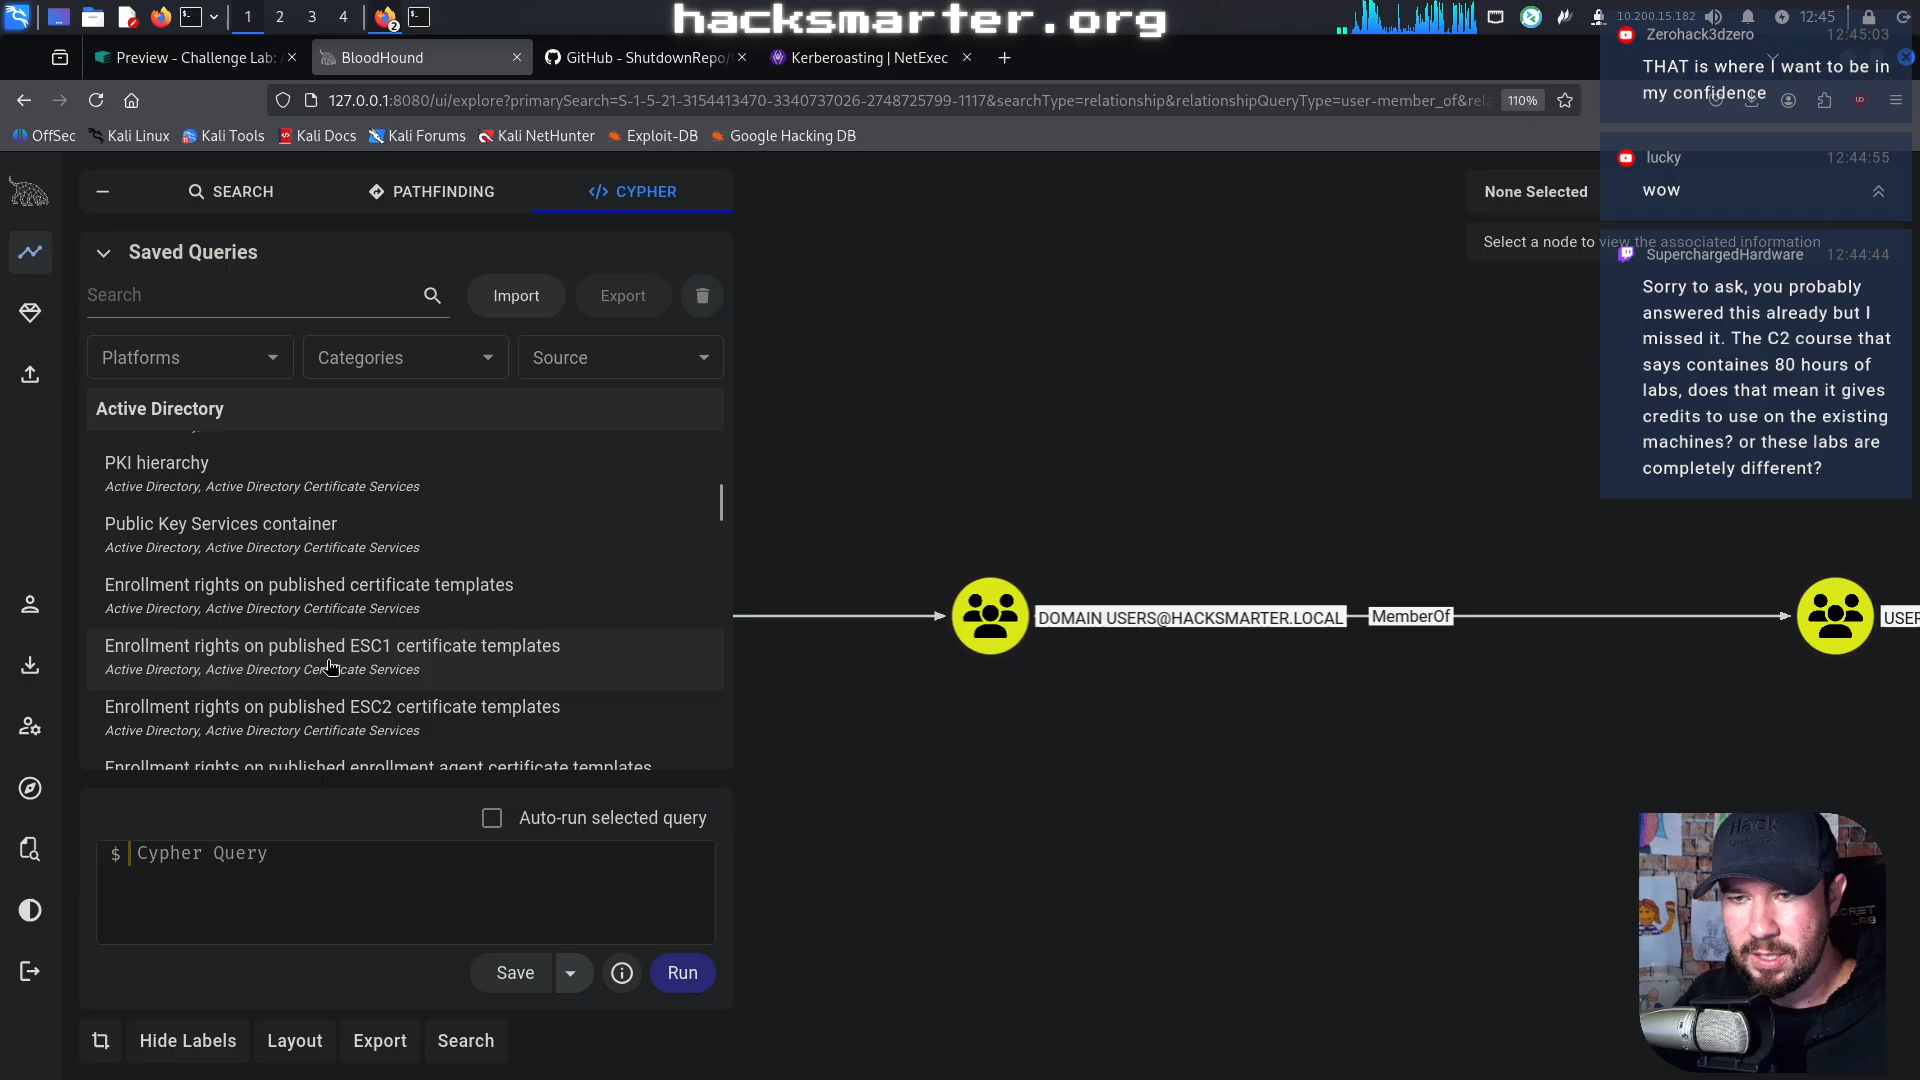 hacksmarter.org
1 2 3 4
2
10.200.15.182
12:45
Preview - Challenge Lab:
BloodHound
GitHub - ShutdownRepo/
Kerberoasting | NetExec
127.0.0.1:8080/ui/explore?primarySearch=S-1-5-21-3154413470-3340737026-2748725799-1117&searchType=relationship&relationshipQueryType=user-member_of&rela
110%
OffSec
Kali Linux
Kali Tools
Kali Docs
Kali Forums
Kali NetHunter
Exploit-DB
Google Hacking DB
SEARCH
PATHFINDING
</> CYPHER
Saved Queries
Search
Import
Export
Platforms
Categories
Source
Active Directory
PKI hierarchy
Active Directory, Active Directory Certificate Services
Public Key Services container
Active Directory, Active Directory Certificate Services
Enrollment rights on published certificate templates
Active Directory, Active Directory Certificate Services
Enrollment rights on published ESC1 certificate templates
Active Directory, Active Directory Certificate Services
Enrollment rights on published ESC2 certificate templates
Active Directory, Active Directory Certificate Services
Enrollment rights on published enrollment agent certificate templates
Auto-run selected query
$ Cypher Query
Save
Run
Hide Labels
Layout
Export
Search
DOMAIN USERS@HACKSMARTER.LOCAL
MemberOf
USER
None Selected
Select a node to view the associated information
Zerohack3dzero 12:45:03
THAT is where I want to be in
my confidence
lucky 12:44:55
wow
SuperchargedHardware 12:44:44
Sorry to ask, you probably
answered this already but I
missed it. The C2 course that
says containes 80 hours of
labs, does that mean it gives
credits to use on the existing
machines? or these labs are
completely different?